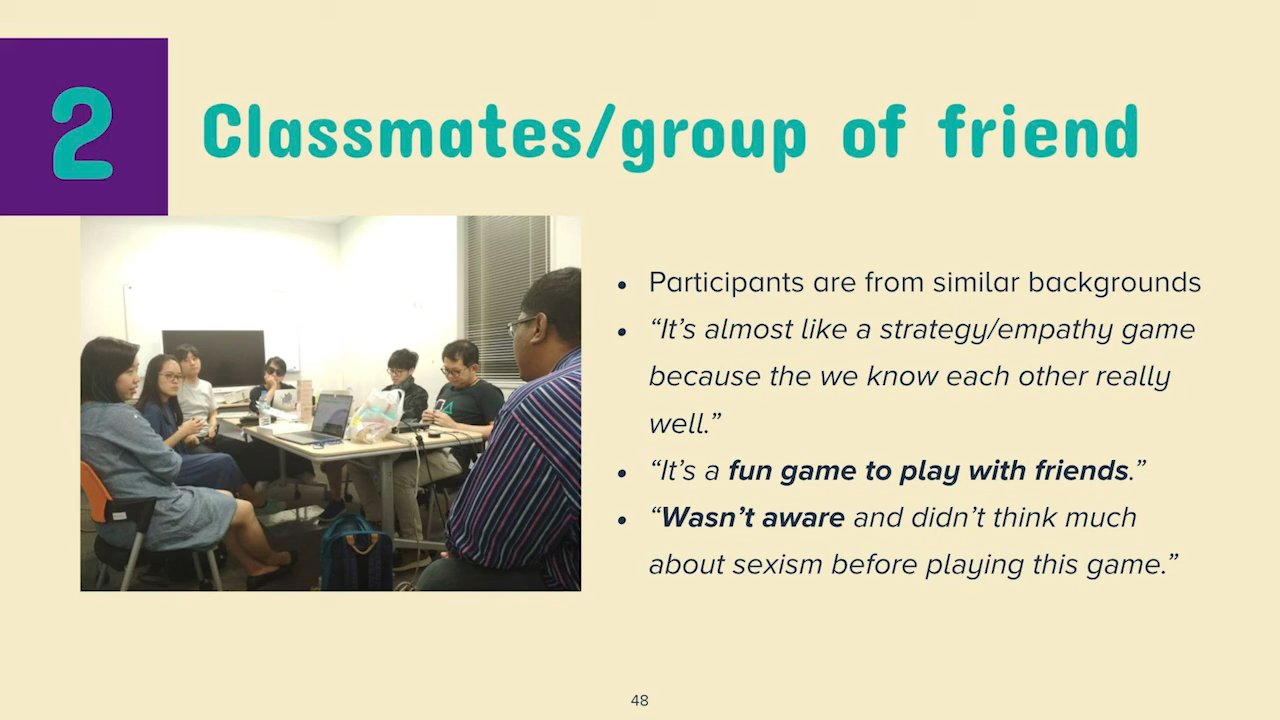 2
Classmates/group of friend
• Participants are from similar backgrounds
• “It’s almost like a strategy/empathy game
because the we know each other really
well.”
• “It’s a fun game to play with friends.”
• “Wasn’t aware and didn’t think much
about sexism before playing this game.”
48